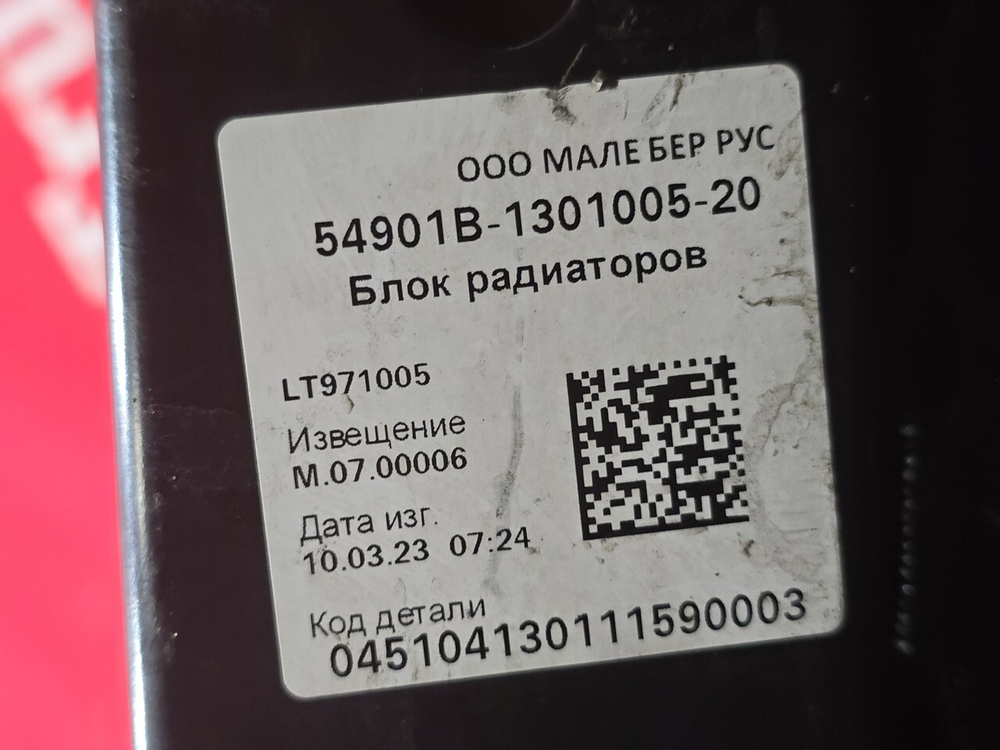 ООО МАЛЕ БЕР РУС
54901В-1301005-20
Блок радиаторов
LT971005
Извещение
М.07.00006
Дата изг.
10.03.23 07:24
Код детали
045104130111590003